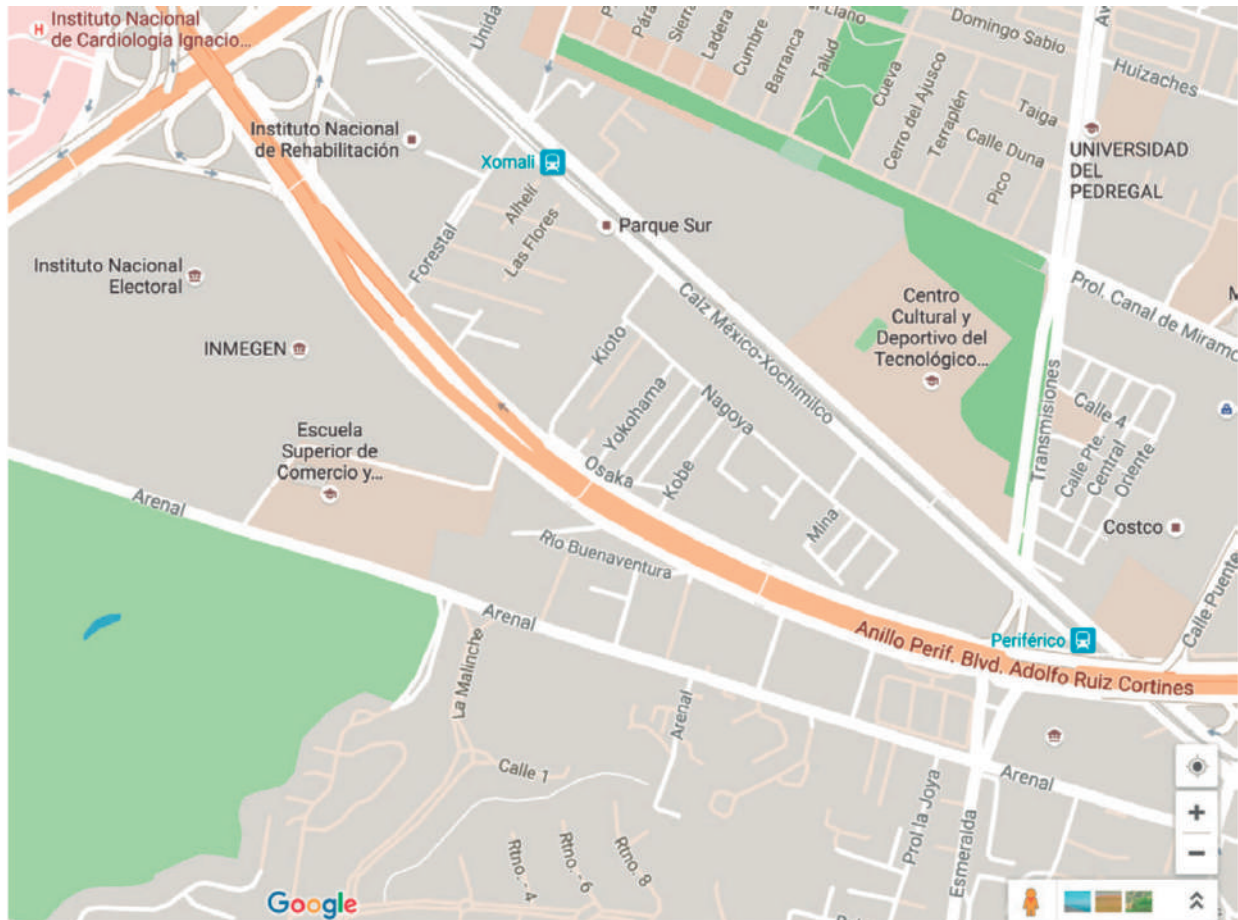 Instituto Nacional
de Cardiología Ignacio...
H
Unida
Pára
Sierra
Ladera
Cumbre
Barranca
Talud
Llano
Cueva
Domingo Sabio
Huizaches
Cerro del Ajusco
Terraplén
Taiga
Calle Duna
Pico
UNIVERSIDAD
DEL
PEDREGAL
Instituto Nacional
de Rehabilitación
Xomali
Alhelí
Las Flores
Parque Sur
Forestal
Instituto Nacional
Electoral
INMEGEN
Calz México-Xochimilco
Centro
Cultural y
Deportivo del
Tecnológico...
Prol. Canal de Miramo
Kioto
Yokohama
Nagoya
Osaka
Kobe
Mina
Transmisiones
Calle 4
Calle Pte.
Central
Oriente
Costco
Calle Puente
Escuela
Superior de
Comercio y...
Arenal
Río Buenaventura
Arenal
La Malinche
Periférico
Anillo Perif. Blvd. Adolfo Ruiz Cortines
Arenal
Arenal
Calle 1
Rtno. - 4
Rtno. - 6
Rtno. - 8
Prol.la Joya
Esmeralda
Google